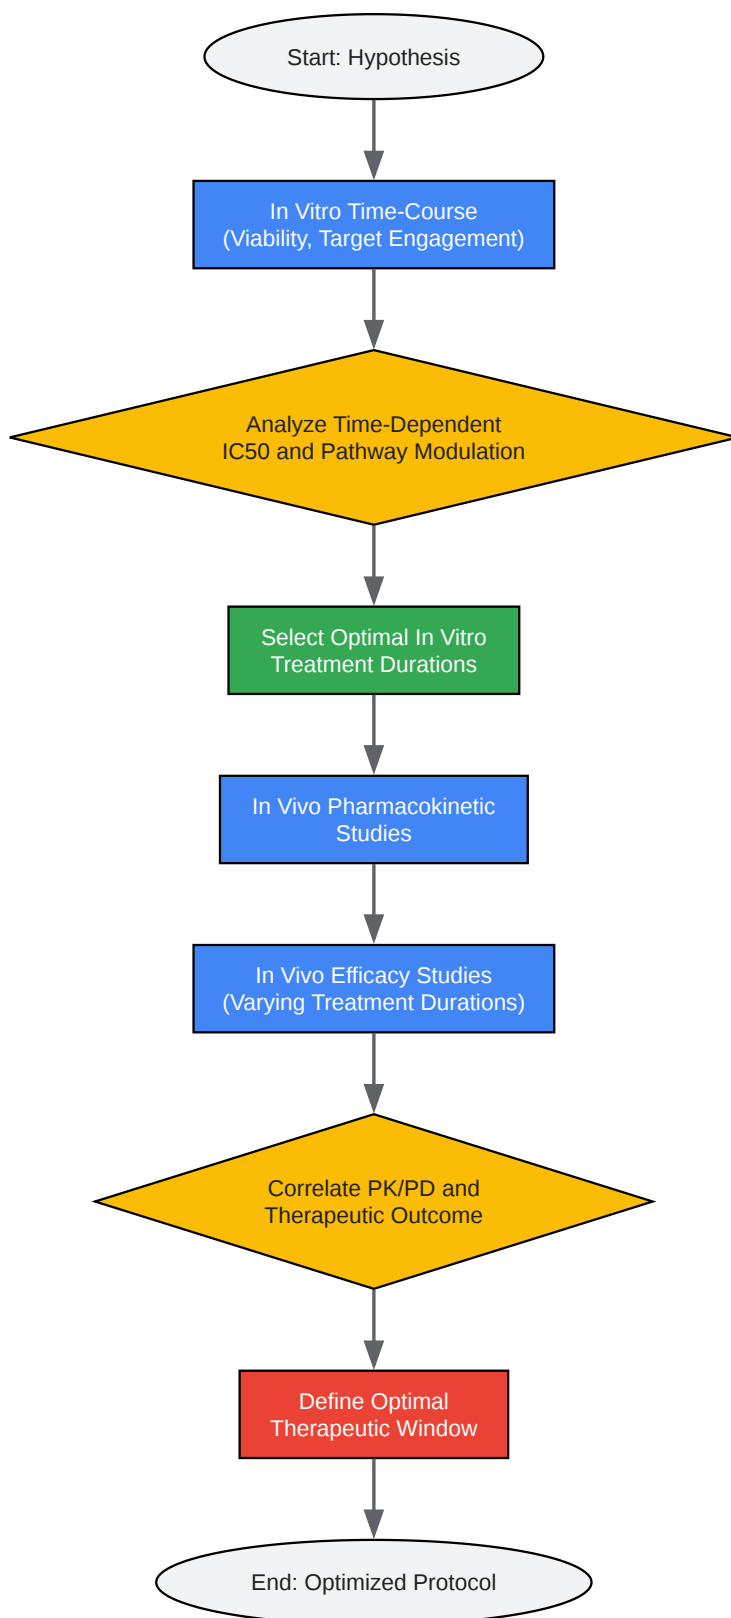 Start: Hypothesis
In Vitro Time-Course
(Viability, Target Engagement)
Analyze Time-Dependent
IC50 and Pathway Modulation
Select Optimal In Vitro
Treatment Durations
In Vivo Pharmacokinetic
Studies
In Vivo Efficacy Studies
(Varying Treatment Durations)
Correlate PK/PD and
Therapeutic Outcome
Define Optimal
Therapeutic Window
End: Optimized Protocol